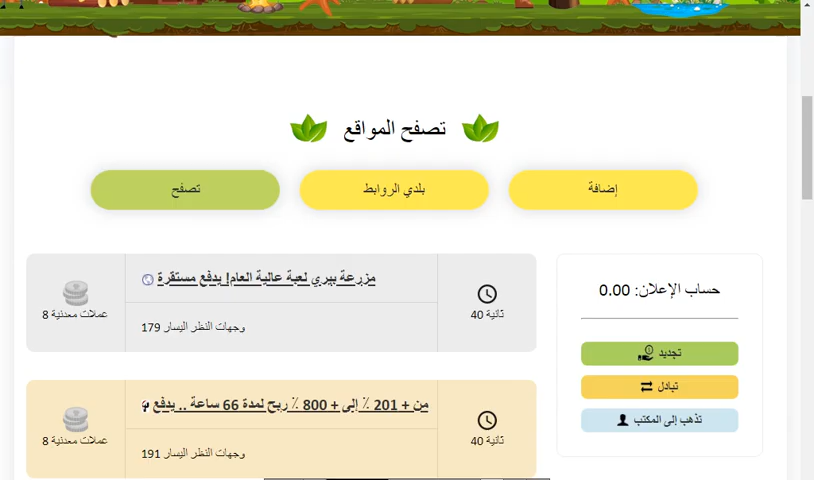 تصفح المواقع
إضافة
بلدي الروابط
تصفح
حساب الإعلان: 0.00
تجديد
تبادل
تذهب إلى المكتب
ثانية 40
مزرعة بيري لعبة عالية العام! يدفع مستقرة
وجهات النظر اليسار 179
عملات معدنية 8
ثانية 40
من + 201 ٪ إلى + 800 ٪ ربح لمدة 66 ساعة .. يدفع
وجهات النظر اليسار 191
عملات معدنية 8